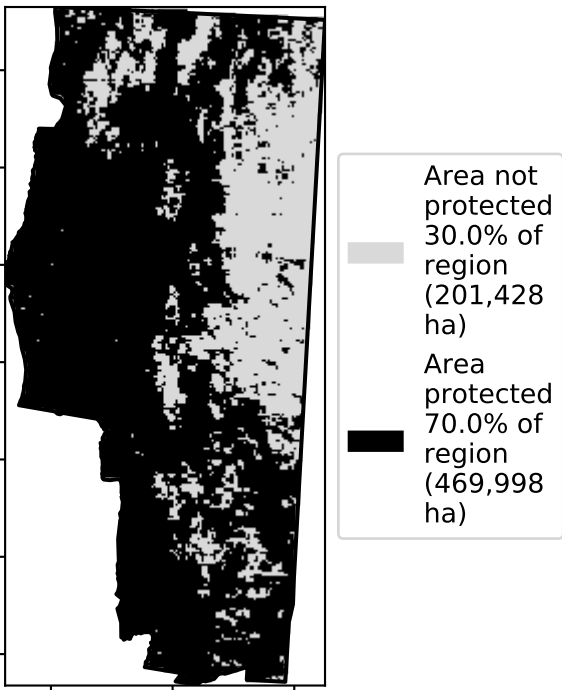 Area not
protected
30.0% of
region
(201,428
ha)
Area
protected
70.0% of
region
(469,998
ha)